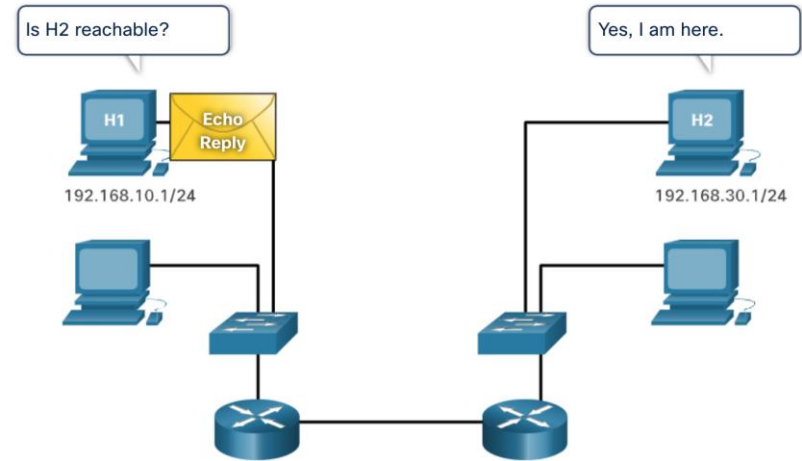 Is H2 reachable?
Yes, I am here.
H1
Echo
Reply
H2
192.168.10.1/24
192.168.30.1/24